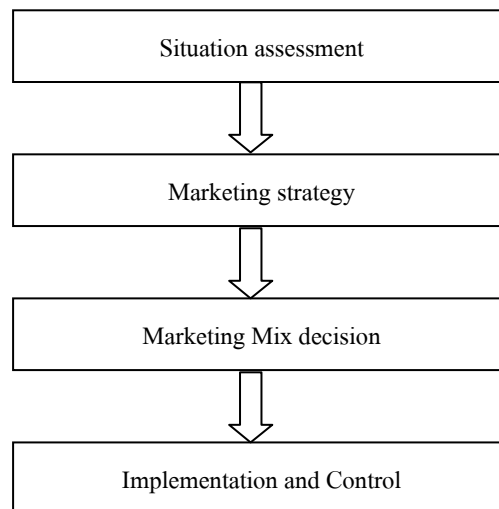 Situation assessment
Marketing strategy
Marketing Mix decision
Implementation and Control